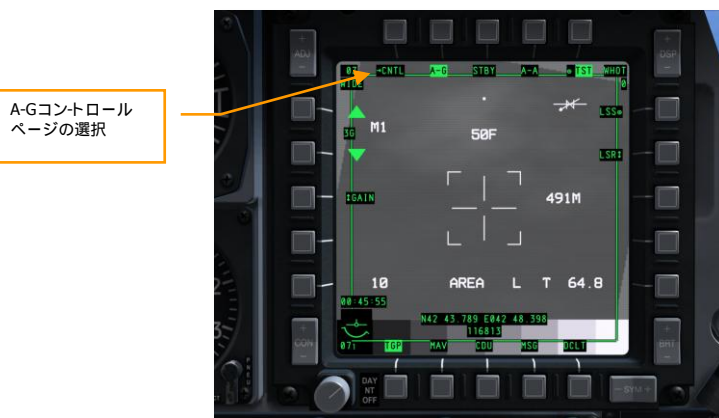 ADJ
DSP
07 →CNTL A-G STBY A-A TST WHOT
WIDE 0
A-Gコントロール
ページの選択
M1
50F
LSS
3G
LSR↕
↕GAIN
491M
10 AREA L T 64.8
00:45:55
N42 43.789 E042 48.398
116813
071 TGP NAV CDU MSG DCLT
CON
BRT
DAY
NT
OFF
- SYM +